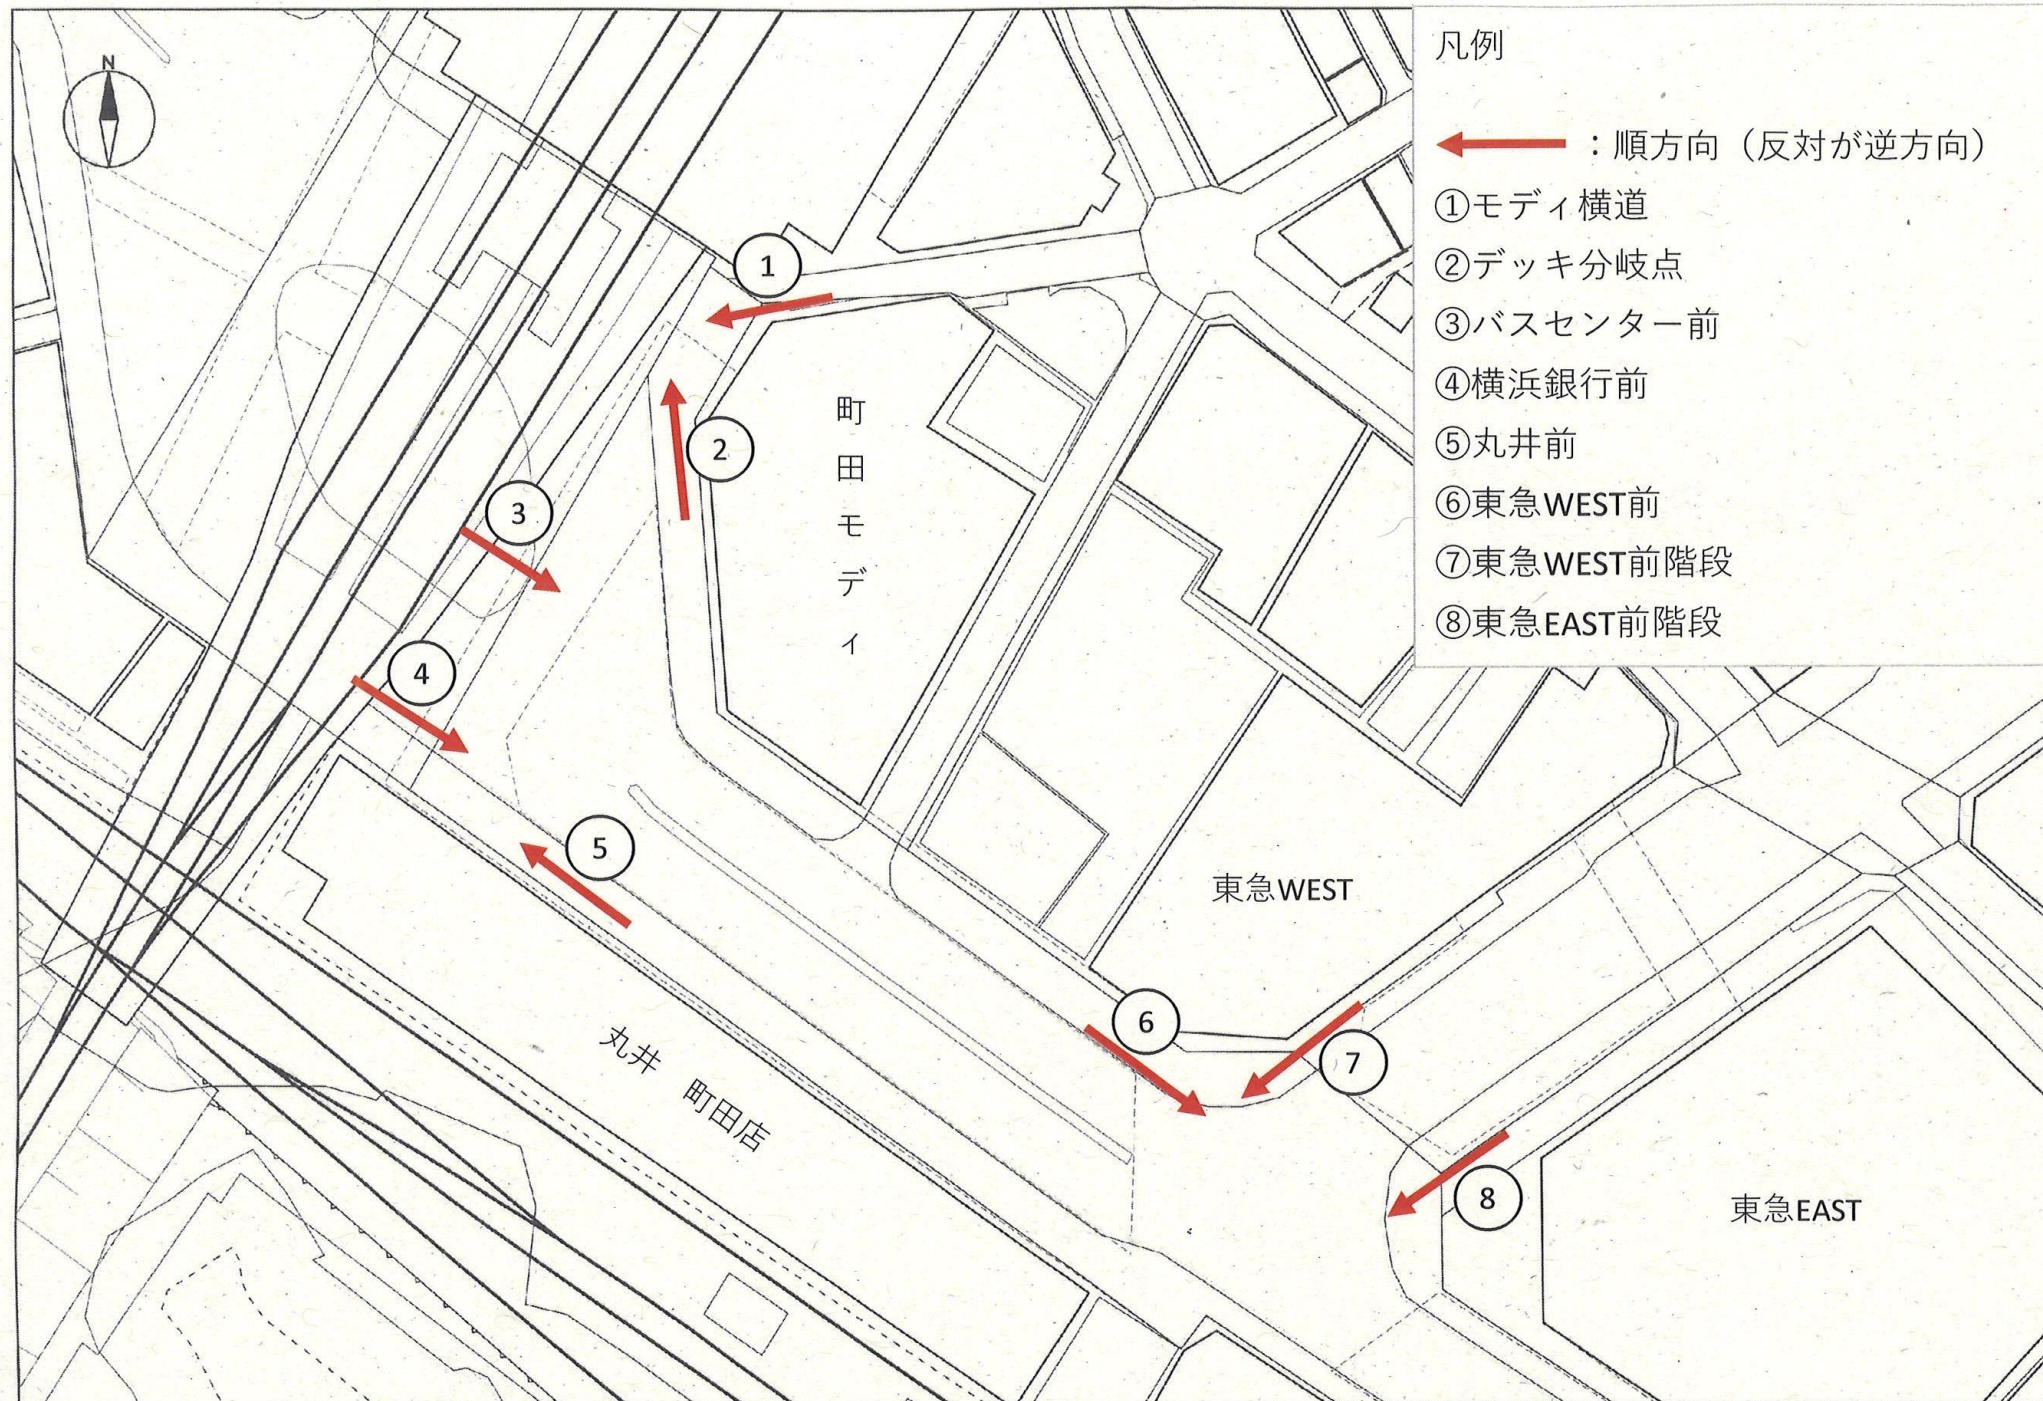 N
凡例
：順方向（反対が逆方向）
①モディ横道
②デッキ分岐点
③バスセンター前
④横浜銀行前
⑤丸井前
⑥東急WEST前
⑦東急WEST前階段
⑧東急EAST前階段
1
2
町田モディ
3
4
5
東急WEST
6
7
丸井　町田店
8
東急EAST